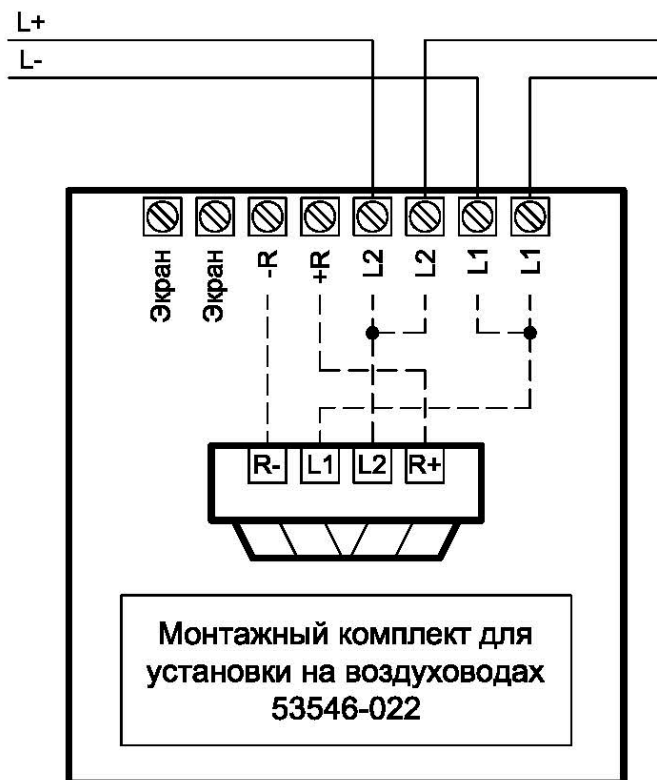 L+
L-
Экран
Экран
-R
+R
L2
L2
L1
L1
R-
L1
L2
R+
Монтажный комплект для
установки на воздуховодах
53546-022